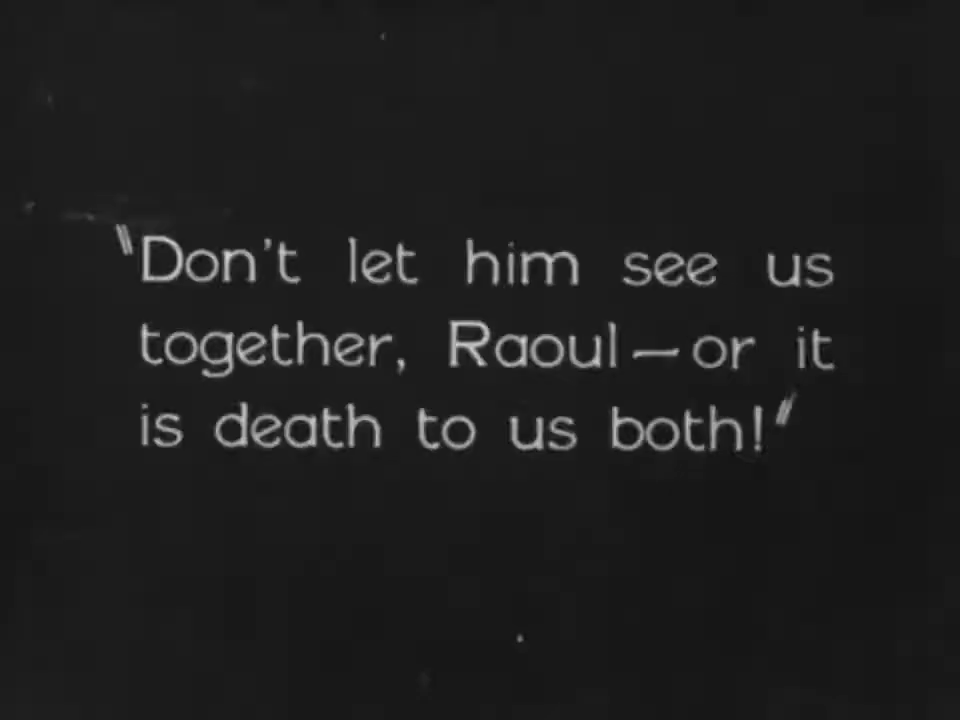 "Don't let him see us
together, Raoul—or it
is death to us both!"